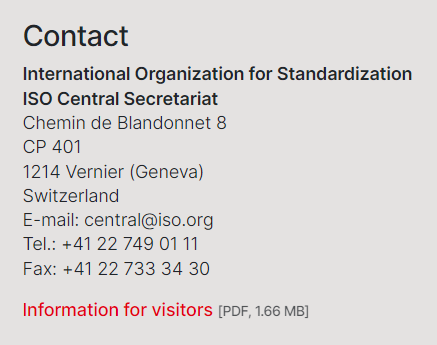 Contact
International Organization for Standardization
ISO Central Secretariat
Chemin de Blandonnet 8
CP 401
1214 Vernier (Geneva)
Switzerland
E-mail: central@iso.org
Tel.: +41 22 749 01 11
Fax: +41 22 733 34 30
Information for visitors [PDF, 1.66 MB]